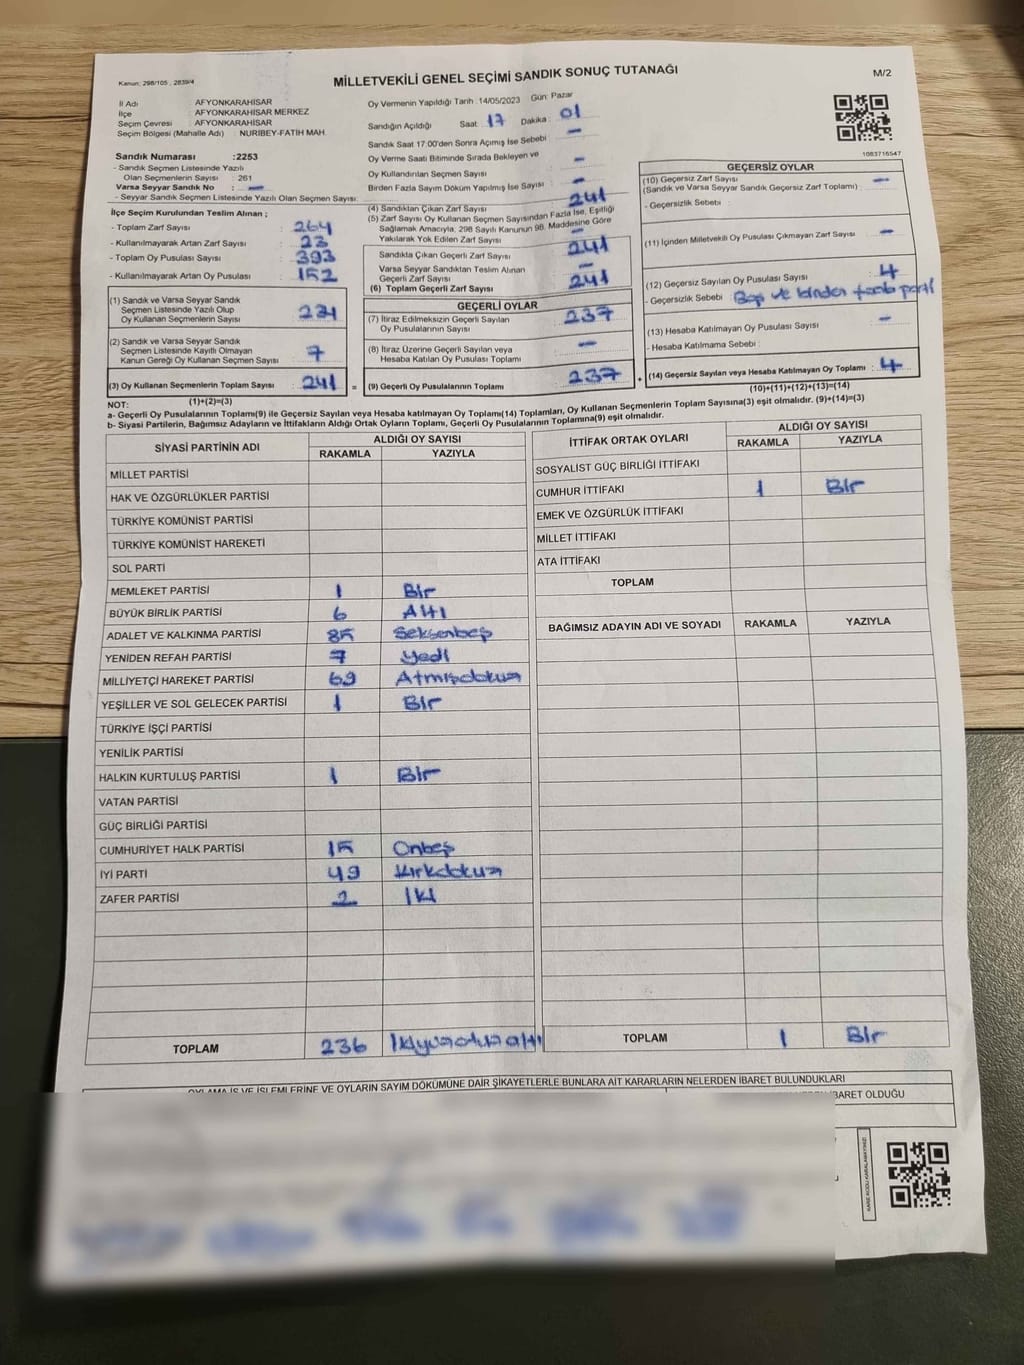 Kanun: 298/105 , 2839/4
MİLLETVEKİLİ GENEL SEÇİMİ SANDIK SONUÇ TUTANAĞI
M/2
İl Adı AFYONKARAHİSAR
İlçe : AFYONKARAHİSAR MERKEZ
Seçim Çevresi : AFYONKARAHİSAR
Seçim Bölgesi (Mahalle Adı) : NURIBEY-FATİH MAH.
Oy Vermenin Yapıldığı Tarih :14/05/2023 Gün: Pazar
Sandığın Açıldığı Saat 17 Dakika : 01
Sandık Saat 17.00'den Sonra Açımış İse Sebebi : -
Oy Verme Saati Bitiminde Sırada Bekleyen ve
Oy Kullandırılan Seçmen Sayısı : -
Birden Fazla Sayım Döküm Yapılmış İse Sayısı : -
1083716547
Sandık Numarası :2253
- Sandık Seçmen Listesinde Yazılı
Olan Seçmenlerin Sayısı : 261
Varsa Seyyar Sandık No : -
- Seyyar Sandık Seçmen Listesinde Yazılı Olan Seçmen Sayısı:
İlçe Seçim Kurulundan Teslim Alınan ;
- Toplam Zarf Sayısı : 264
- Kullanılmayarak Artan Zarf Sayısı : 23
- Toplam Oy Pusulası Sayısı : 393
- Kullanılmayarak Artan Oy Pusulası : 152
(1) Sandık ve Varsa Seyyar Sandık
Seçmen Listesinde Yazılı Olup
Oy Kullanan Seçmenlerin Sayısı : 234
(2) Sandık ve Varsa Seyyar Sandık
Seçmen Listesinde Kayıtlı Olmayan
Kanun Gereği Oy Kullanan Seçmen Sayısı : 7
(3) Oy Kullanan Seçmenlerin Toplam Sayısı : 241 =
(1)+(2)=(3)
(4) Sandıktan Çıkan Zarf Sayısı : 241
(5) Zarf Sayısı Oy Kullanan Seçmen Sayısından Fazla İse, Eşitliği
Sağlamak Amacıyla, 298 Sayılı Kanunun 98. Maddesine Göre
Yakılarak Yok Edilen Zarf Sayısı : -
Sandıkla Çıkan Geçerli Zarf Sayısı 241
Varsa Seyyar Sandıktan Teslim Alınan
Geçerli Zarf Sayısı -
(6) Toplam Geçerli Zarf Sayısı 241
GEÇERLİ OYLAR
(7) İtiraz Edilmeksizin Geçerli Sayılan
Oy Pusulalarının Sayısı : 237
(8) İtiraz Üzerine Geçerli Sayılan veya
Hesaba Katılan Oy Pusulası Toplamı : -
(9) Geçerli Oy Pusulalarının Toplamı : 237 +
GEÇERSİZ OYLAR
(10) Geçersiz Zarf Sayısı : -
(Sandık ve Varsa Seyyar Sandık Geçersiz Zarf Toplamı)
- Geçersizlik Sebebi :
(11) İçinden Milletvekili Oy Pusulası Çıkmayan Zarf Sayısı : -
(12) Geçersiz Sayılan Oy Pusulası Sayısı : 4
- Geçersizlik Sebebi : Boş ve birden fazla parti
(13) Hesaba Katılmayan Oy Pusulası Sayısı : -
- Hesaba Katılmama Sebebi :
(14) Geçersiz Sayılan veya Hesaba Katılmayan Oy Toplamı : 4
(10)+(11)+(12)+(13)=(14)
NOT:
a- Geçerli Oy Pusulalarının Toplamı(9) ile Geçersiz Sayılan veya Hesaba katılmayan Oy Toplamı(14) Toplamları, Oy Kullanan Seçmenlerin Toplam Sayısına(3) eşit olmalıdır. (9)+(14)=(3)
b- Siyasi Partilerin, Bağımsız Adayların ve İttifakların Aldığı Ortak Oyların Toplamı, Geçerli Oy Pusulalarının Toplamına(9) eşit olmalıdır.
SİYASİ PARTİNİN ADI ALDIĞI OY SAYISI
RAKAMLA YAZIYLA
MİLLET PARTİSİ
HAK VE ÖZGÜRLÜKLER PARTİSİ
TÜRKİYE KOMÜNİST PARTİSİ
TÜRKİYE KOMÜNİST HAREKETİ
SOL PARTİ
MEMLEKET PARTİSİ 1 Bir
BÜYÜK BİRLİK PARTİSİ 6 Altı
ADALET VE KALKINMA PARTİSİ 85 Seksenbeş
YENİDEN REFAH PARTİSİ 7 yedi
MİLLİYETÇİ HAREKET PARTİSİ 69 Atmışdokuz
YEŞİLLER VE SOL GELECEK PARTİSİ 1 Bir
TÜRKİYE İŞÇİ PARTİSİ
YENİLİK PARTİSİ
HALKIN KURTULUŞ PARTİSİ 1 Bir
VATAN PARTİSİ
GÜÇ BİRLİĞİ PARTİSİ
CUMHURİYET HALK PARTİSİ 15 Onbeş
İYİ PARTİ 49 Kırkdokuz
ZAFER PARTİSİ 2 İki
TOPLAM 236 İkiyüzotuzaltı
İTTİFAK ORTAK OYLARI ALDIĞI OY SAYISI
RAKAMLA YAZIYLA
SOSYALIST GÜÇ BİRLİĞİ İTTİFAKI
CUMHUR İTTİFAKI 1 Bir
EMEK VE ÖZGÜRLÜK İTTİFAKI
MİLLET İTTİFAKI
ATA İTTİFAKI
TOPLAM
BAĞIMSIZ ADAYIN ADI VE SOYADI RAKAMLA YAZIYLA
TOPLAM 1 Bir
OYLAMA İŞ VE İŞLEMLERİNE VE OYLARIN SAYIM DÖKÜMÜNE DAİR ŞİKAYETLERLE BUNLARA AİT KARARLARIN NELERDEN İBARET BULUNDUKLARI
İBARET OLDUĞU
KARE KODU KARALAMAYINIZ!